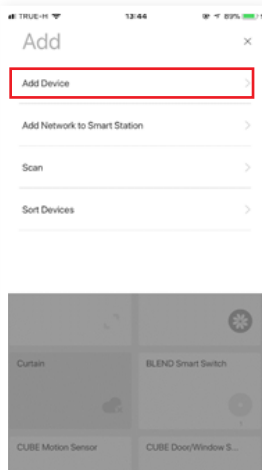 TRUE-H 13:44 89%
Add ×
Add Device
Add Network to Smart Station
Scan
Sort Devices
Curtain BLEND Smart Switch
CUBE Motion Sensor CUBE Door/Window S...